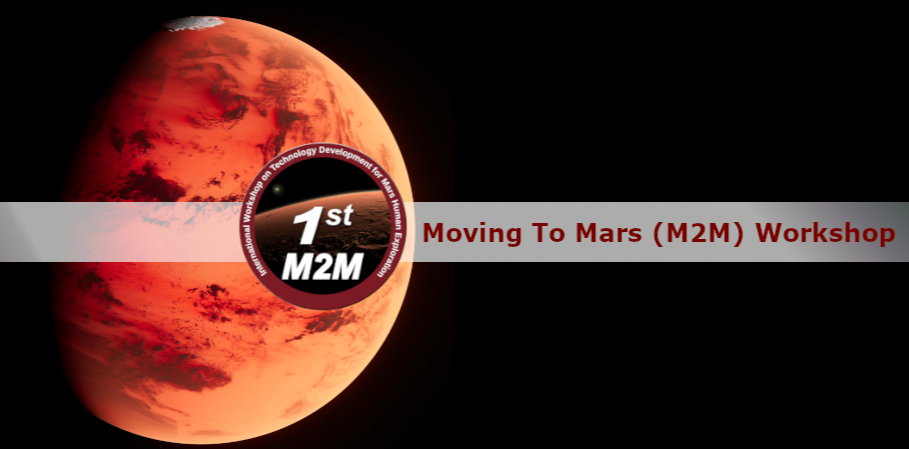 International Workshop on Technology Development for Mars Human Exploration
1st
M2M
Moving To Mars (M2M) Workshop